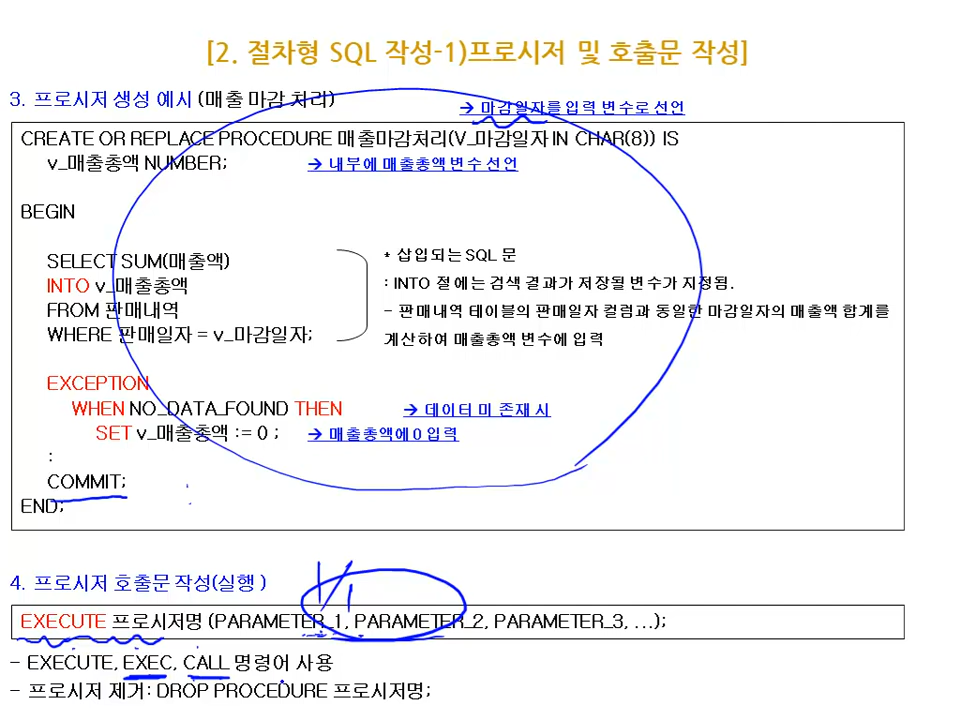 [2. 절차형 SQL 작성-1)프로시저 및 호출문 작성]
3. 프로시저 생성 예시 (매출 마감 처리)
→ 마감일자를 입력 변수로 선언
CREATE OR REPLACE PROCEDURE 매출마감처리(V_마감일자 IN CHAR(8)) IS
v_매출총액 NUMBER; → 내부에 매출총액 변수 선언
BEGIN
SELECT SUM(매출액)
INTO v_매출총액
FROM 판매내역
WHERE 판매일자 = v_마감일자;
* 삽입되는 SQL 문
: INTO 절에는 검색 결과가 저장될 변수가 지정됨.
- 판매내역 테이블의 판매일자 컬럼과 동일한 마감일자의 매출액 합계를
계산하여 매출총액 변수에 입력
EXCEPTION
WHEN NO_DATA_FOUND THEN → 데이터 미 존재 시
SET v_매출총액 := 0 ; → 매출총액에 0 입력
:
COMMIT;
END;
4. 프로시저 호출문 작성(실행 )
1/1
EXECUTE 프로시저명 (PARAMETER_1, PARAMETER_2, PARAMETER_3, ...);
- EXECUTE, EXEC, CALL 명령어 사용
- 프로시저 제거: DROP PROCEDURE 프로시저명;